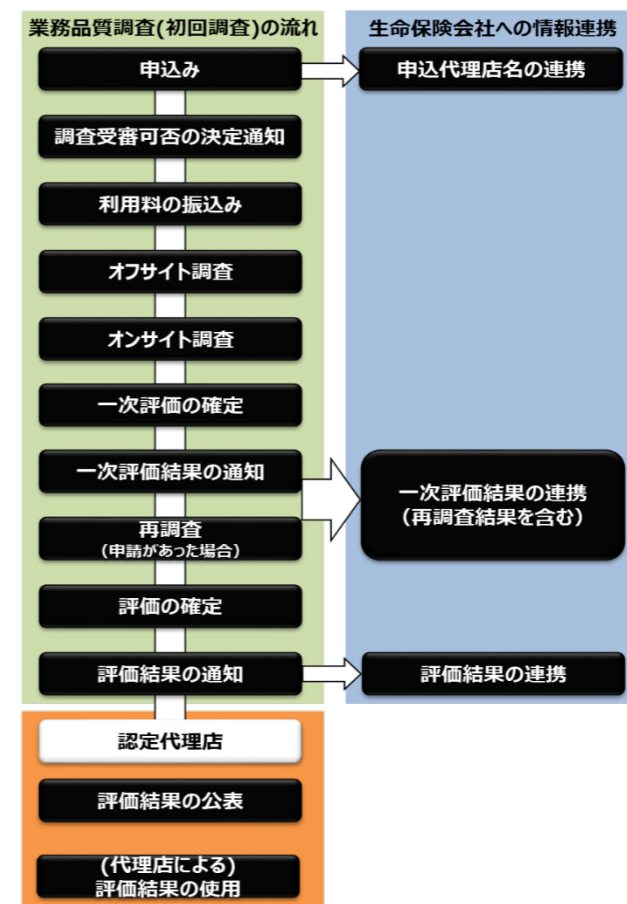 業務品質調査(初回調査)の流れ
生命保険会社への情報連携
申込み
申込代理店名の連携
調査受審可否の決定通知
利用料の振込み
オフサイト調査
オンサイト調査
一次評価の確定
一次評価結果の通知
一次評価結果の連携
(再調査結果を含む)
再調査
(申請があった場合)
評価の確定
評価結果の通知
評価結果の連携
認定代理店
評価結果の公表
(代理店による)
評価結果の使用